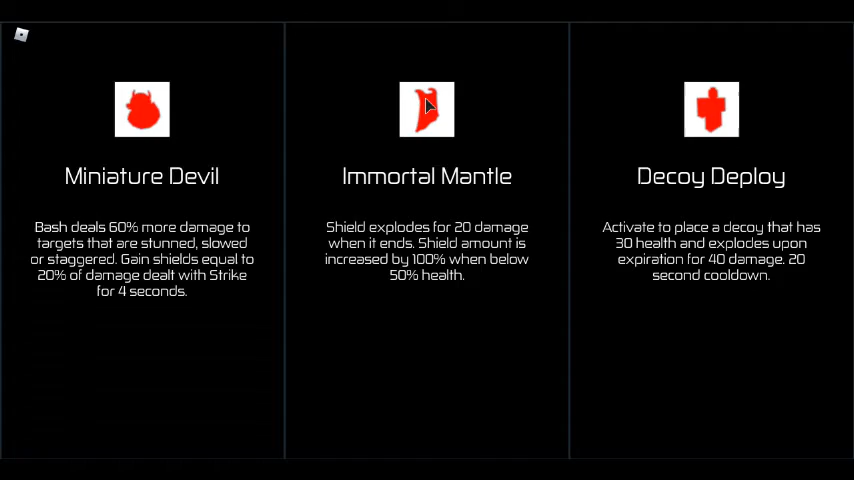 Miniature Devil
Bash deals 60% more damage to
targets that are stunned, slowed
or staggered. Gain shields equal to
20% of damage dealt with Strike
for 4 seconds.
Immortal Mantle
Shield explodes for 20 damage
when it ends. Shield amount is
increased by 100% when below
50% health.
Decoy Deploy
Activate to place a decoy that has
30 health and explodes upon
expiration for 40 damage. 20
second cooldown.